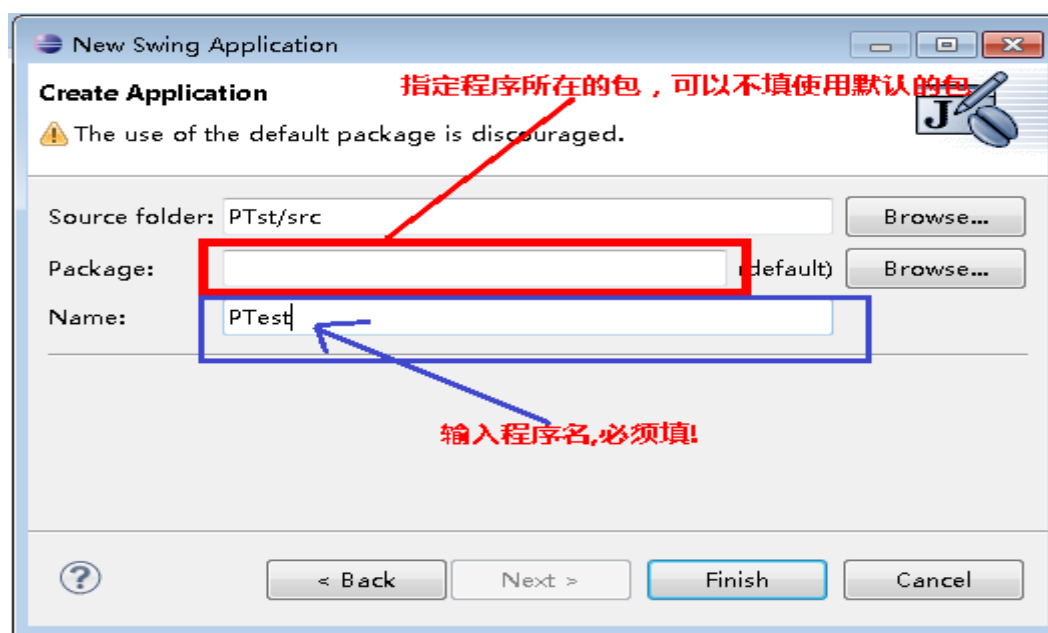 New Swing Application
Create Application
指定程序所在的包，可以不填使用默认的包
The use of the default package is discouraged.
Source folder: PTst/src Browse...
Package: (default) Browse...
Name: PTest
输入程序名,必须填!
< Back Next > Finish Cancel